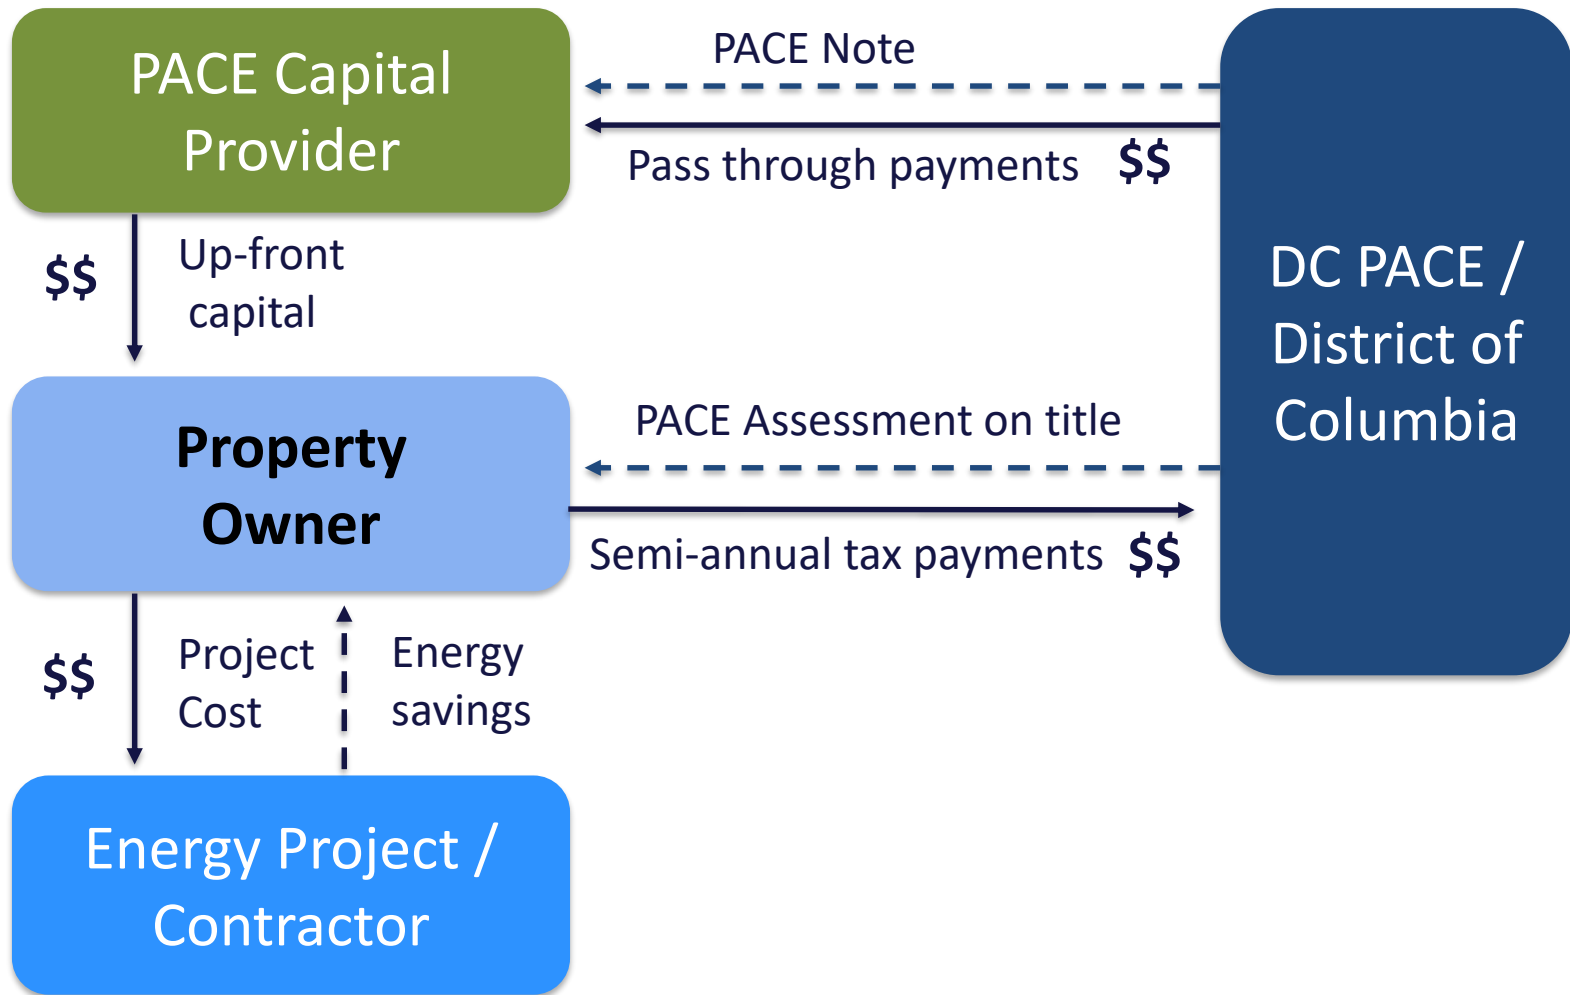 PACE Capital
Provider
PACE Note
Pass through payments $$
$$
Up-front
capital
DC PACE /
District of
Columbia
Property
Owner
PACE Assessment on title
Semi-annual tax payments $$
$$
Project
Cost
Energy
savings
Energy Project /
Contractor